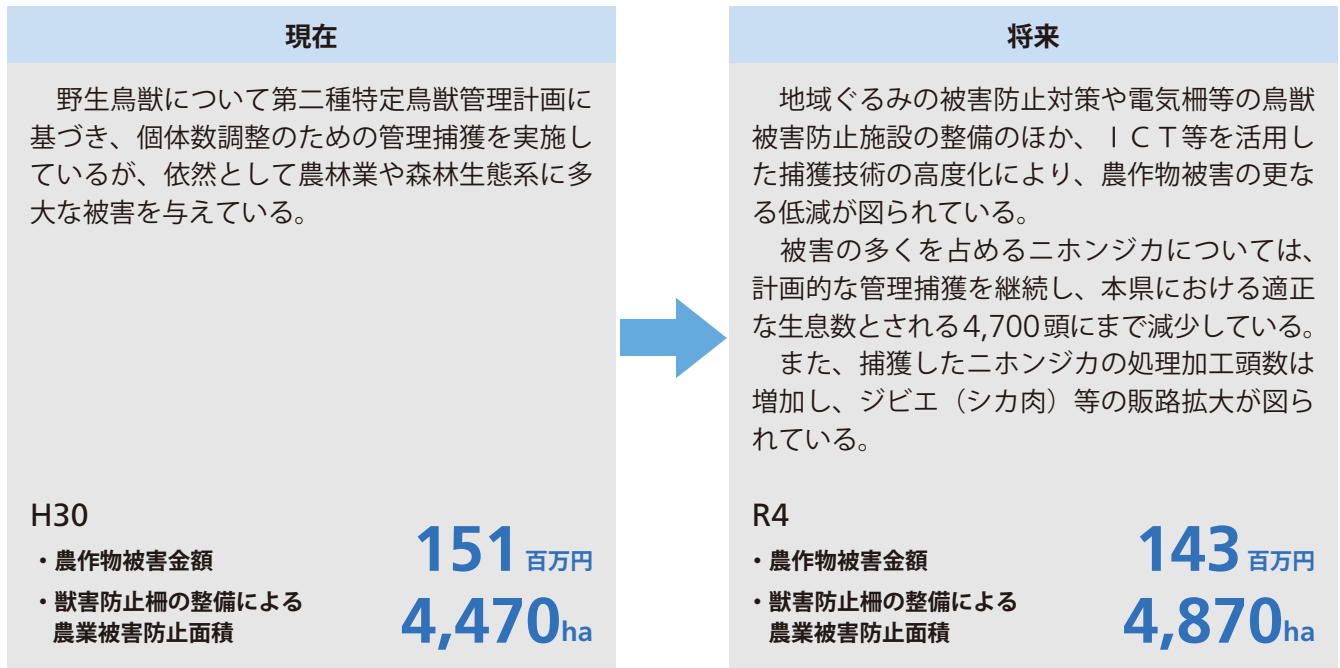 現在
　野生鳥獣について第二種特定鳥獣管理計画に
基づき、個体数調整のための管理捕獲を実施し
ているが、依然として農林業や森林生態系に多
大な被害を与えている。
H30
・農作物被害金額 151百万円
・獣害防止柵の整備による
農業被害防止面積 4,470ha
将来
　地域ぐるみの被害防止対策や電気柵等の鳥獣
被害防止施設の整備のほか、ＩＣＴ等を活用し
た捕獲技術の高度化により、農作物被害の更な
る低減が図られている。
　被害の多くを占めるニホンジカについては、
計画的な管理捕獲を継続し、本県における適正
な生息数とされる4,700頭にまで減少している。
　また、捕獲したニホンジカの処理加工頭数は
増加し、ジビエ（シカ肉）等の販路拡大が図ら
れている。
R4
・農作物被害金額 143百万円
・獣害防止柵の整備による
農業被害防止面積 4,870ha